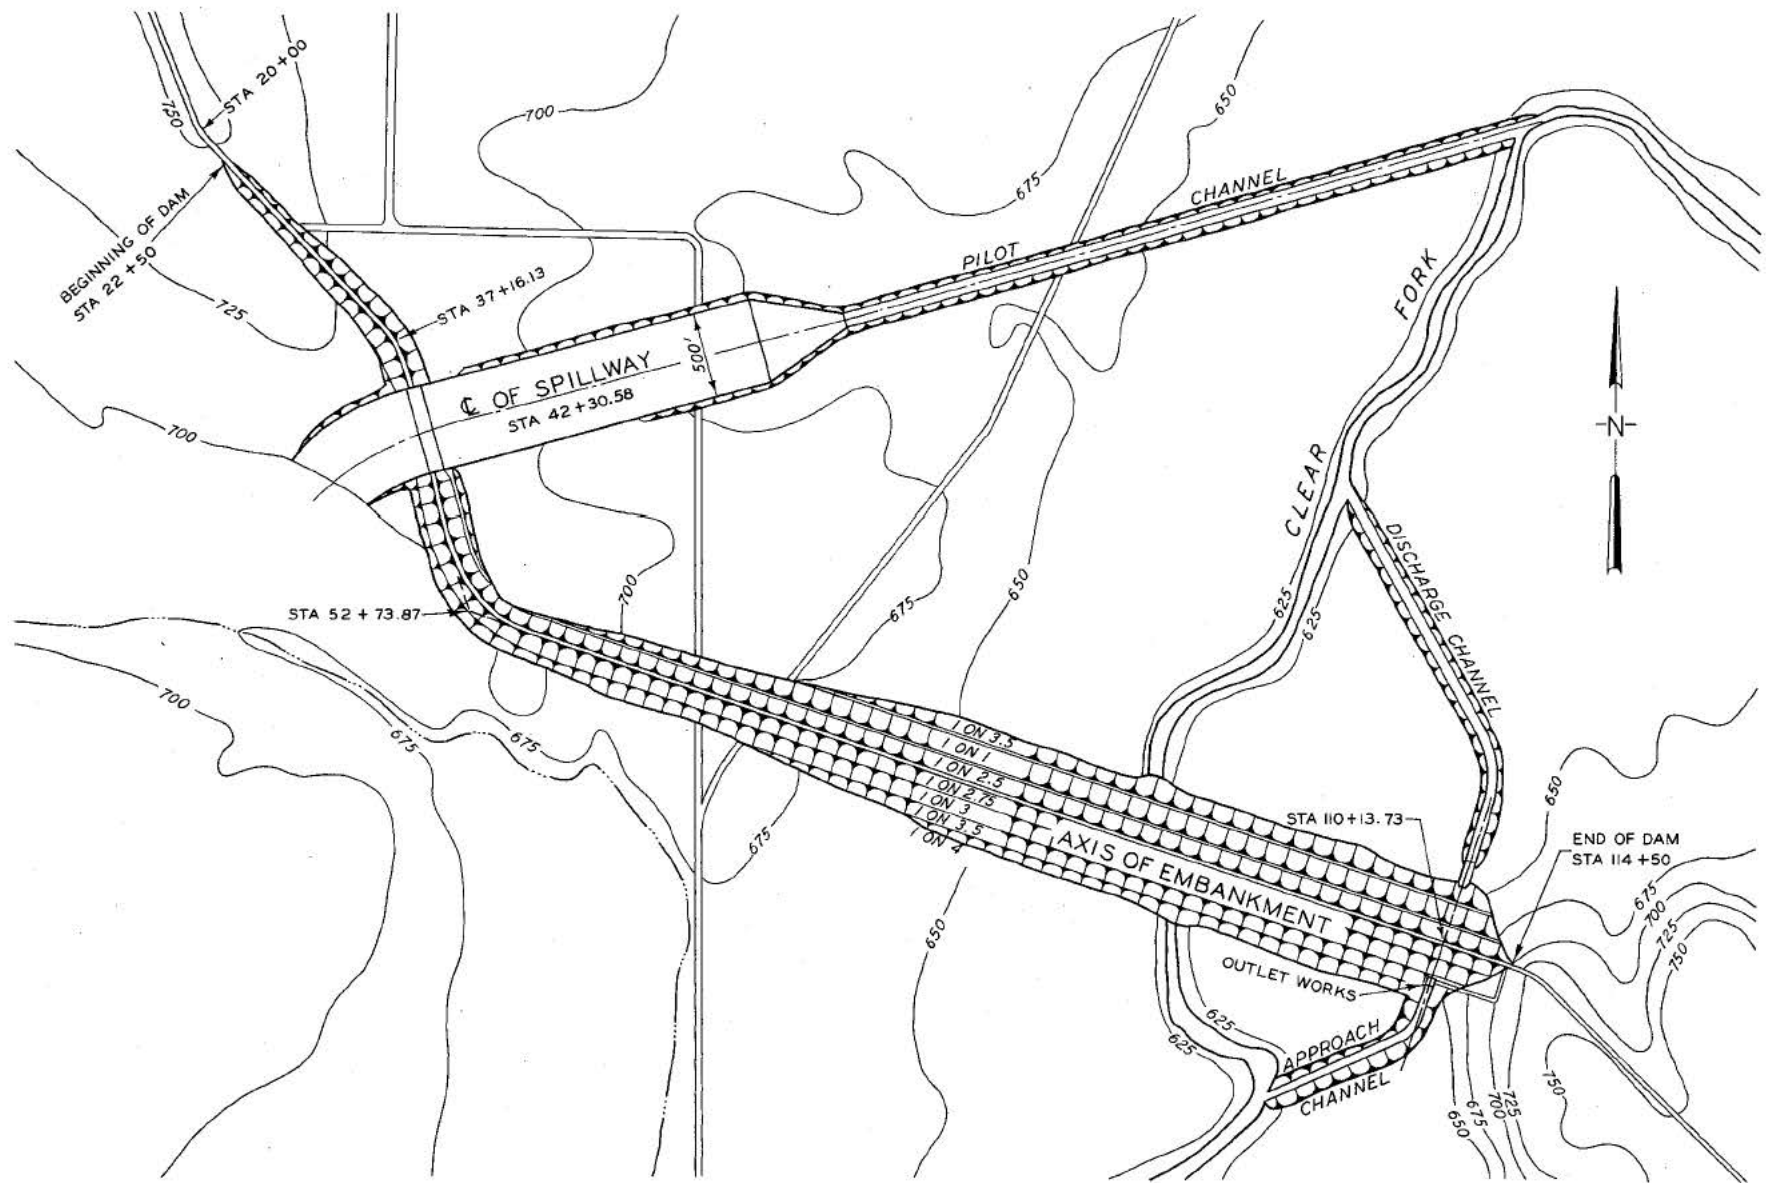 STA 20+00
750
700
650
675
CHANNEL
PILOT
BEGINNING OF DAM
STA 22+50
725
STA 37+16.13
FORK
500'
℄ OF SPILLWAY
STA 42+30.58
700
N
CLEAR
DISCHARGE CHANNEL
650
700
675
625
625
STA 52 + 73.87
700
675
675
1 ON 3.5
1 ON 1
1 ON 2.5
1 ON 2.75
1 ON 3
1 ON 3.5
1 ON 4
650
675
STA 110+13.73
END OF DAM
STA 114+50
AXIS OF EMBANKMENT
675
700
725
750
650
OUTLET WORKS
625
625
APPROACH
CHANNEL
750
650
675
700
725